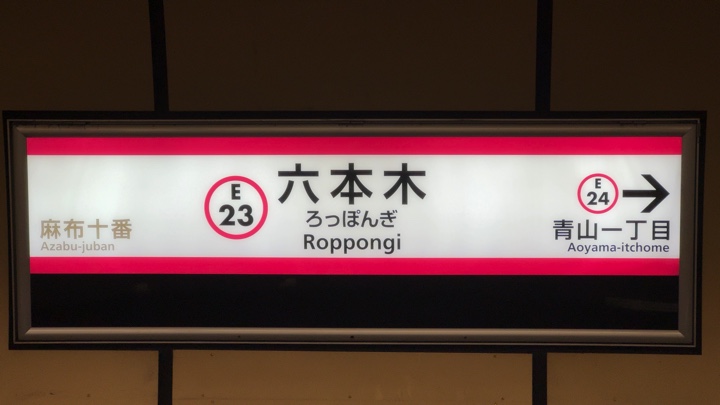 麻布十番
Azabu-juban
E
23
六本木
ろっぽんぎ
Roppongi
E
24
→
青山一丁目
Aoyama-itchome